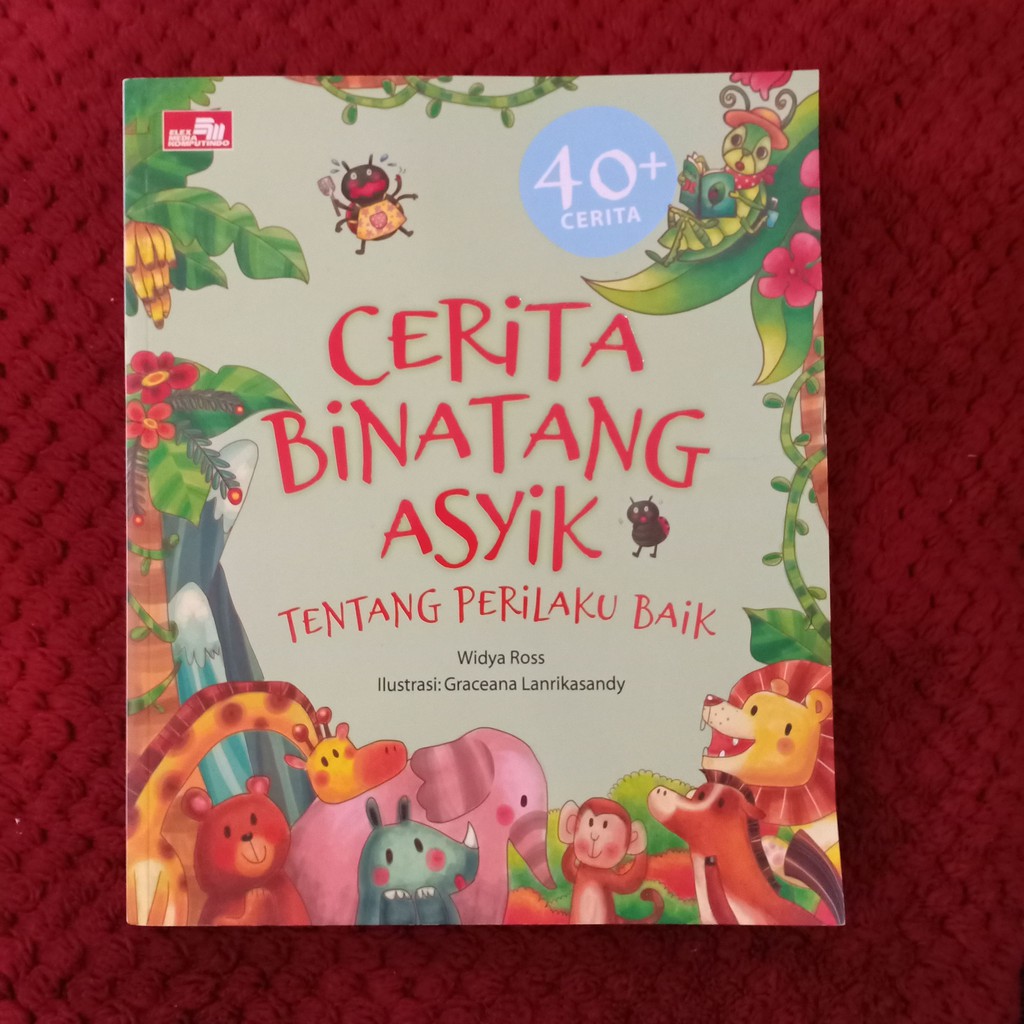 ELEX
MEDIA
KOMPUTINDO
40+
CERITA
CERiTA
BiNATANG
ASYiK
TENTANG PERiLAKU BAiK
Widya Ross
Ilustrasi: Graceana Lanrikasandy